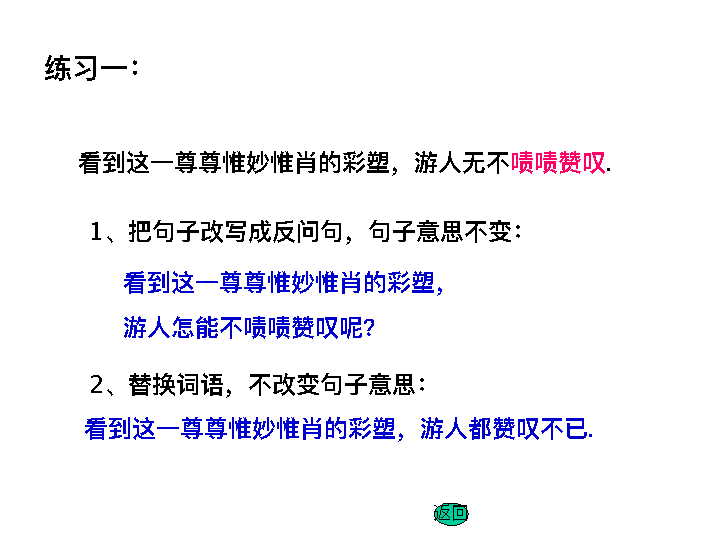 练习一：
看到这一尊尊惟妙惟肖的彩塑，游人无不啧啧赞叹.
1、把句子改写成反问句，句子意思不变：
看到这一尊尊惟妙惟肖的彩塑，
游人怎能不啧啧赞叹呢?
2、替换词语，不改变句子意思：
看到这一尊尊惟妙惟肖的彩塑，游人都赞叹不已.
返回